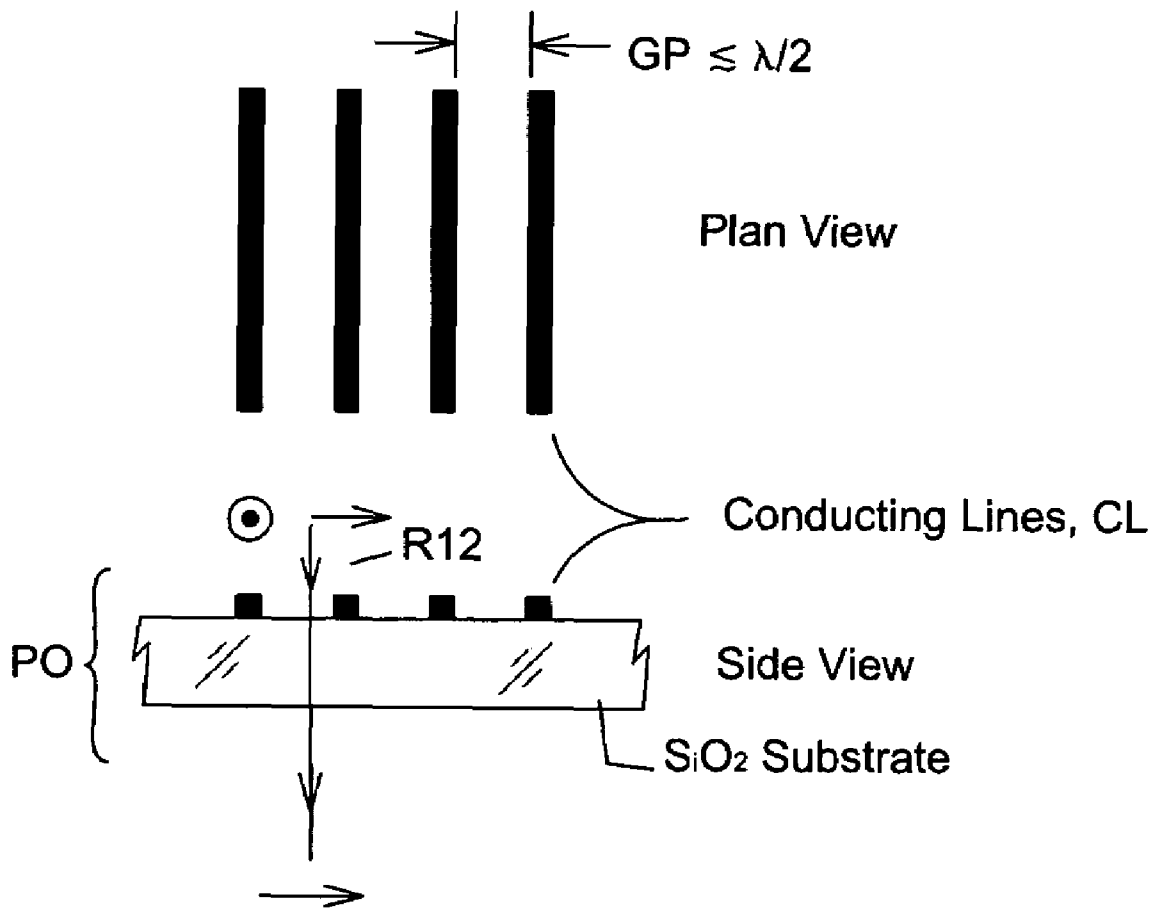 GP ≦ λ/2
Plan View
Conducting Lines, CL
R12
PO
Side View
SiO₂ Substrate